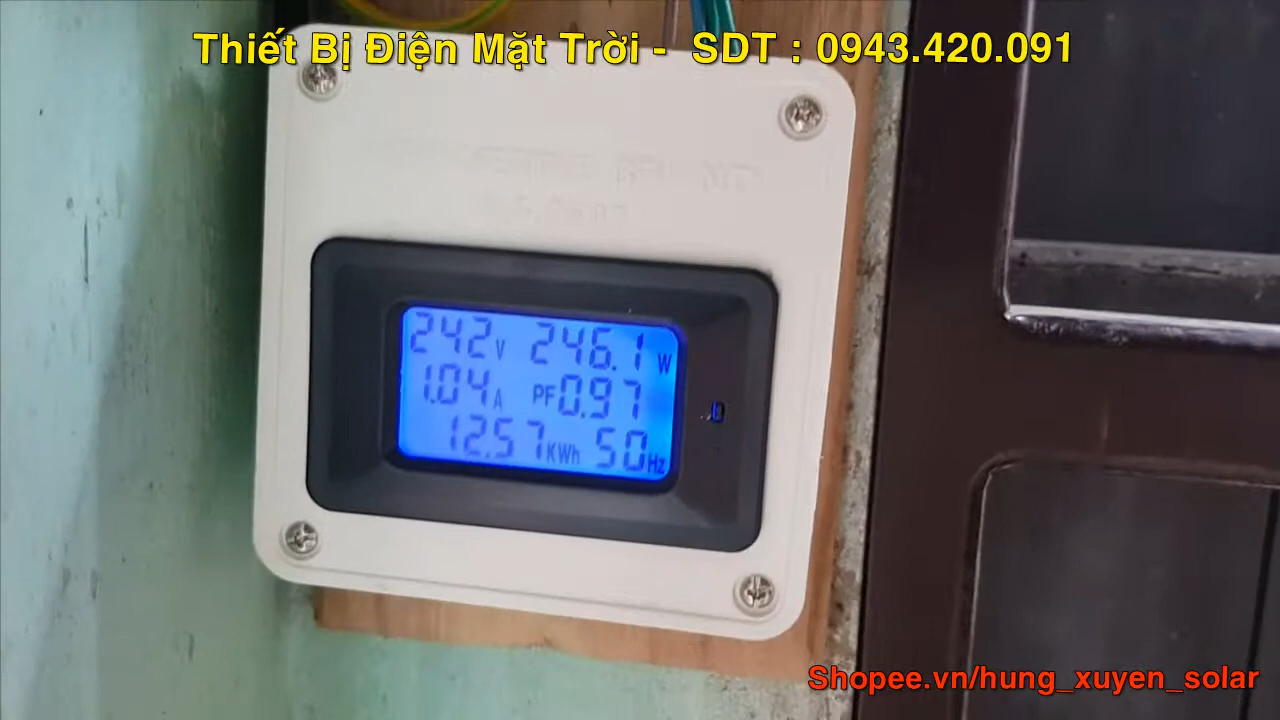 Thiết Bị Điện Mặt Trời - SDT : 0943.420.091
242 V 246.1 W
1.04 A PF 0.97
12.57 KWh 50 Hz
Shopee.vn/hung_xuyen_solar